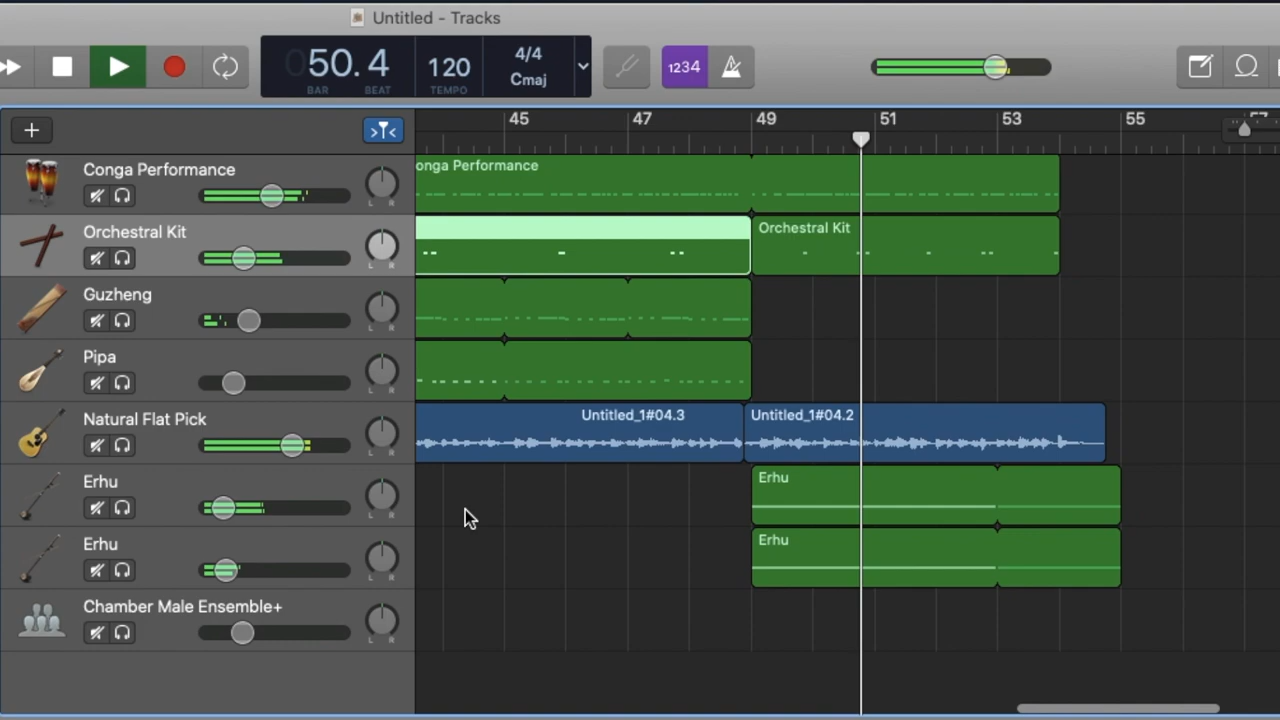 Untitled - Tracks
50.4
BAR BEAT
120
TEMPO
4/4
Cmaj
1234
45 47 49 51 53 55 57
Conga Performance
L R
onga Performance
Orchestral Kit
L R
Orchestral Kit
Guzheng
L R
Pipa
L R
Natural Flat Pick
L R
Untitled_1#04.3
Untitled_1#04.2
Erhu
L R
Erhu
Erhu
L R
Erhu
Chamber Male Ensemble+
L R